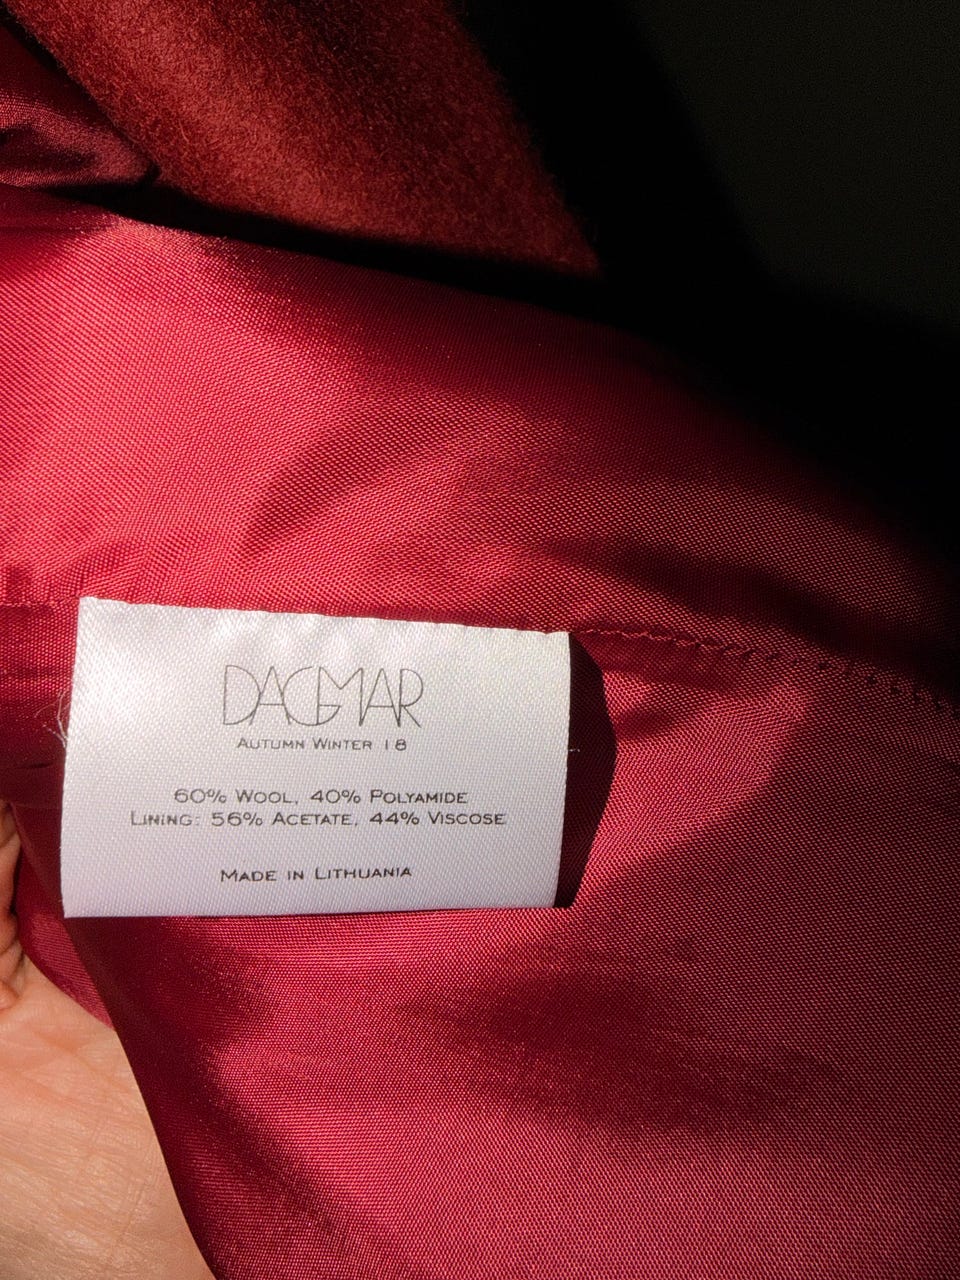 DAGMAR
AUTUMN WINTER 18
60% WOOL, 40% POLYAMIDE
LINING: 56% ACETATE, 44% VISCOSE
MADE IN LITHUANIA